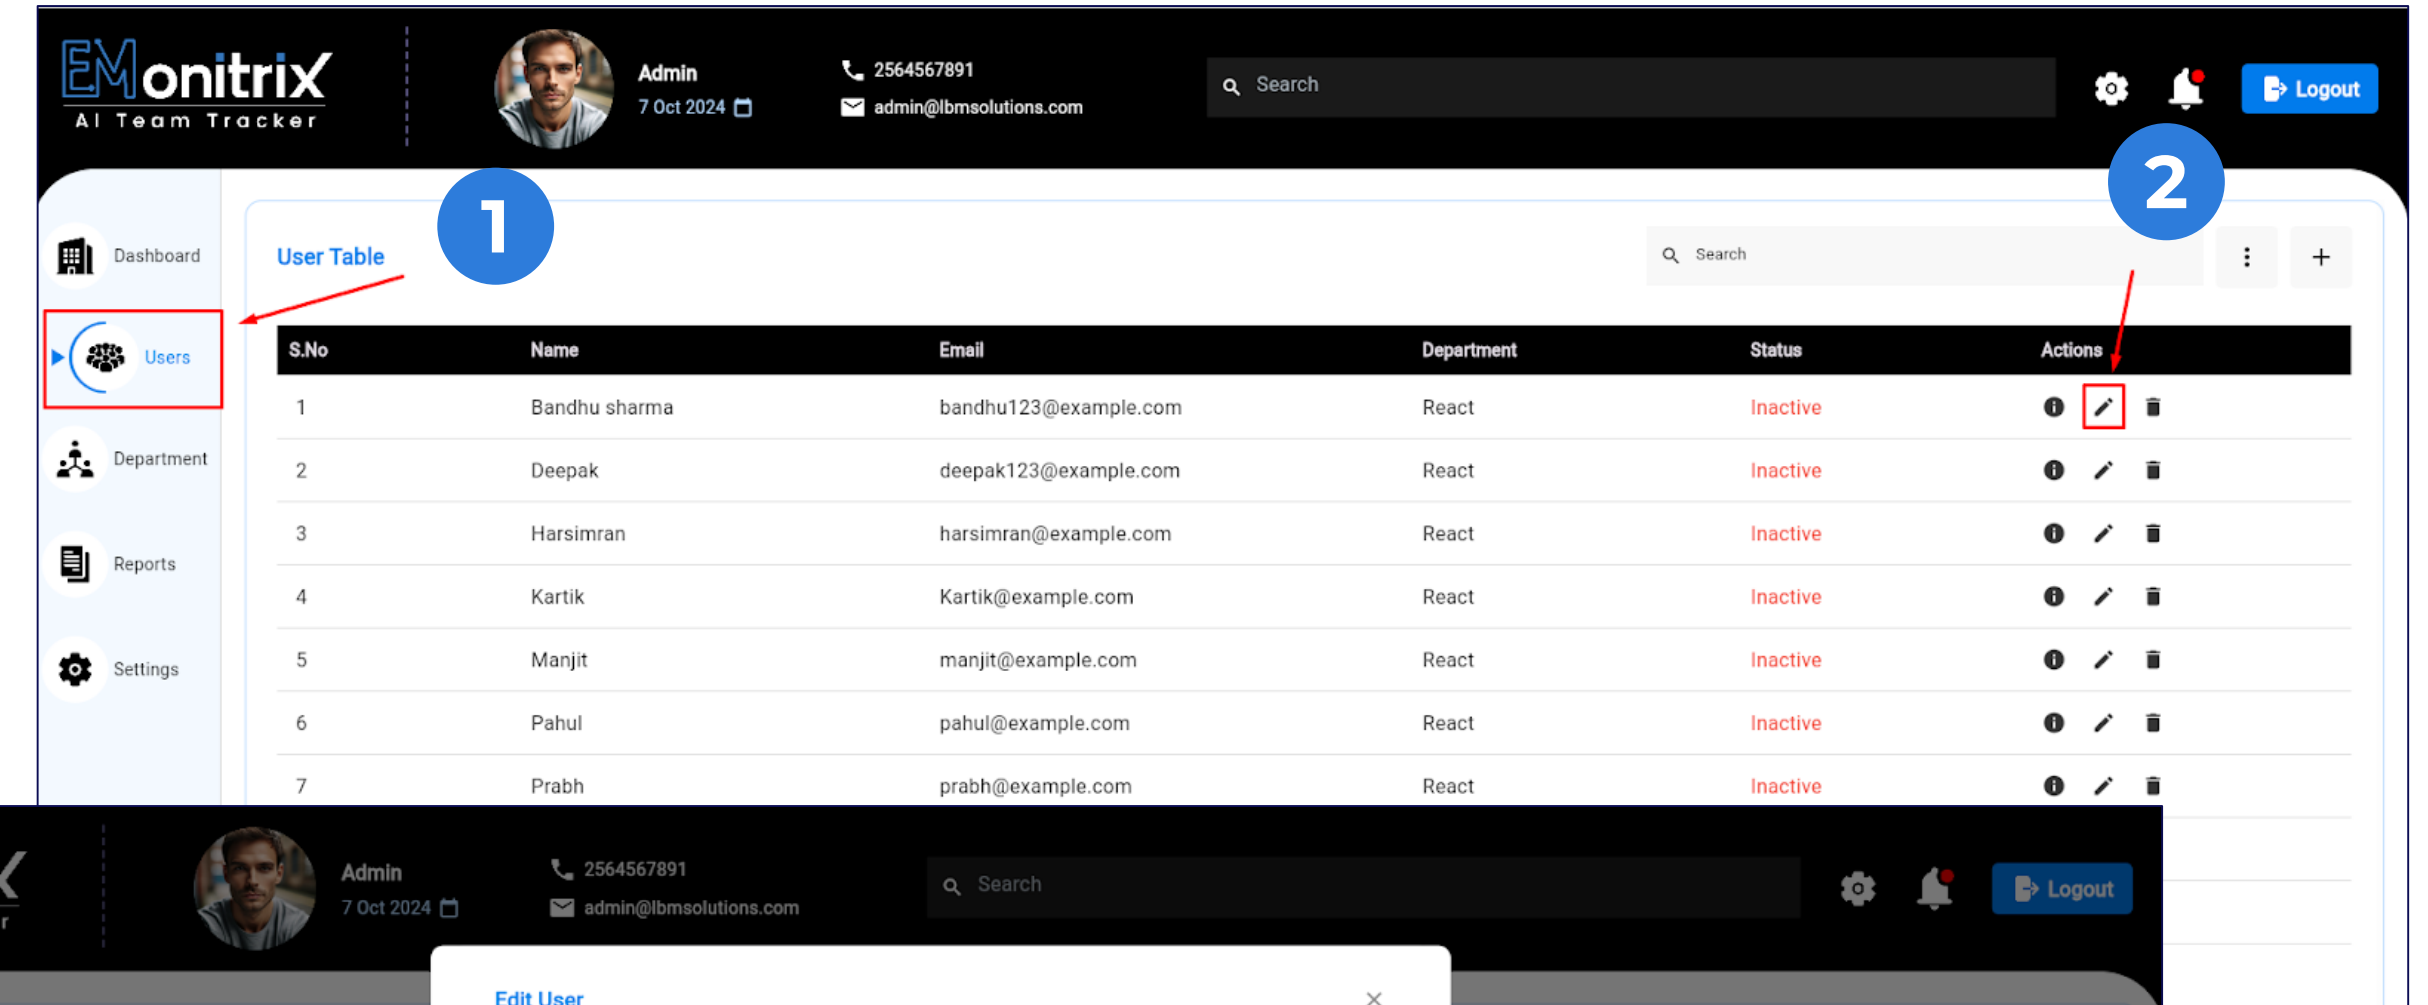 EMonitriX
AI Team Tracker
Admin
7 Oct 2024
2564567891
admin@lbmsolutions.com
Search
Logout
1
2
Dashboard
Users
Department
Reports
Settings
User Table
Search
S.No Name Email Department Status Actions
1 Bandhu sharma bandhu123@example.com React Inactive
2 Deepak deepak123@example.com React Inactive
3 Harsimran harsimran@example.com React Inactive
4 Kartik Kartik@example.com React Inactive
5 Manjit manjit@example.com React Inactive
6 Pahul pahul@example.com React Inactive
7 Prabh prabh@example.com React Inactive
X
r
Admin
7 Oct 2024
2564567891
admin@lbmsolutions.com
Search
Logout
Edit User